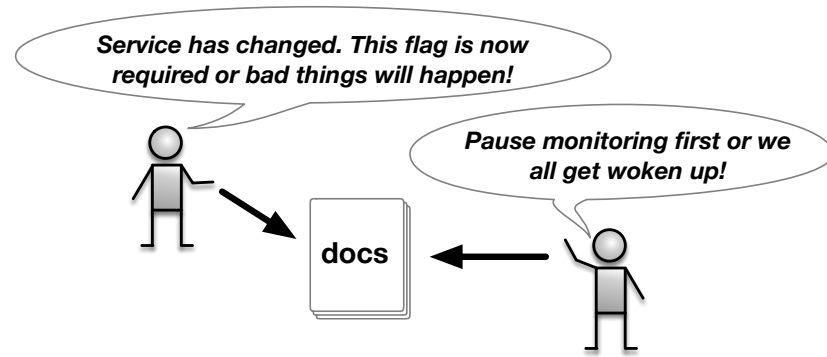 Service has changed. This flag is now
required or bad things will happen!
Pause monitoring first or we
all get woken up!
docs